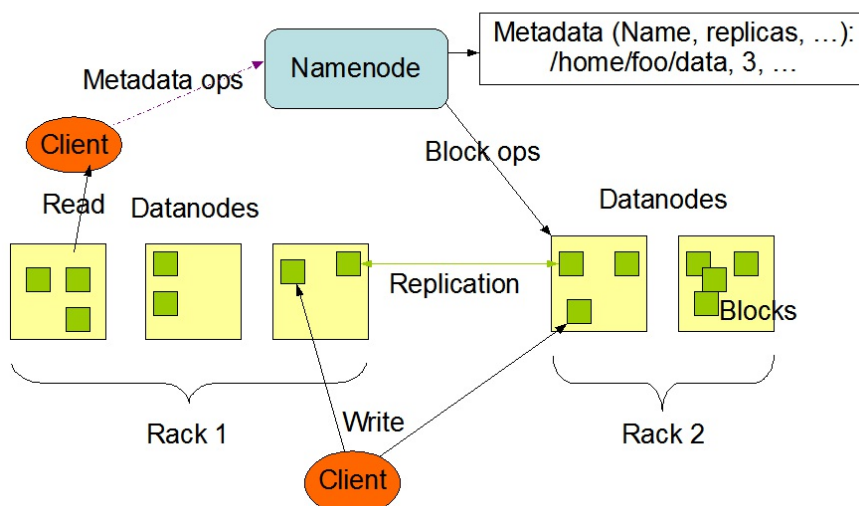 Metadata (Name, replicas, …):
/home/foo/data, 3, …
Namenode
Metadata ops
Client
Block ops
Read
Datanodes
Datanodes
Replication
Blocks
Rack 1
Write
Rack 2
Client